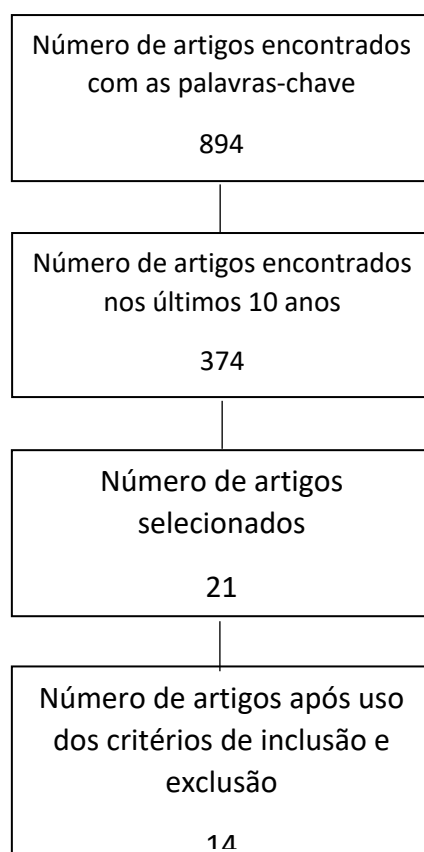 Número de artigos encontrados
com as palavras-chave
894
Número de artigos encontrados
nos últimos 10 anos
374
Número de artigos
selecionados
21
Número de artigos após uso
dos critérios de inclusão e
exclusão
14